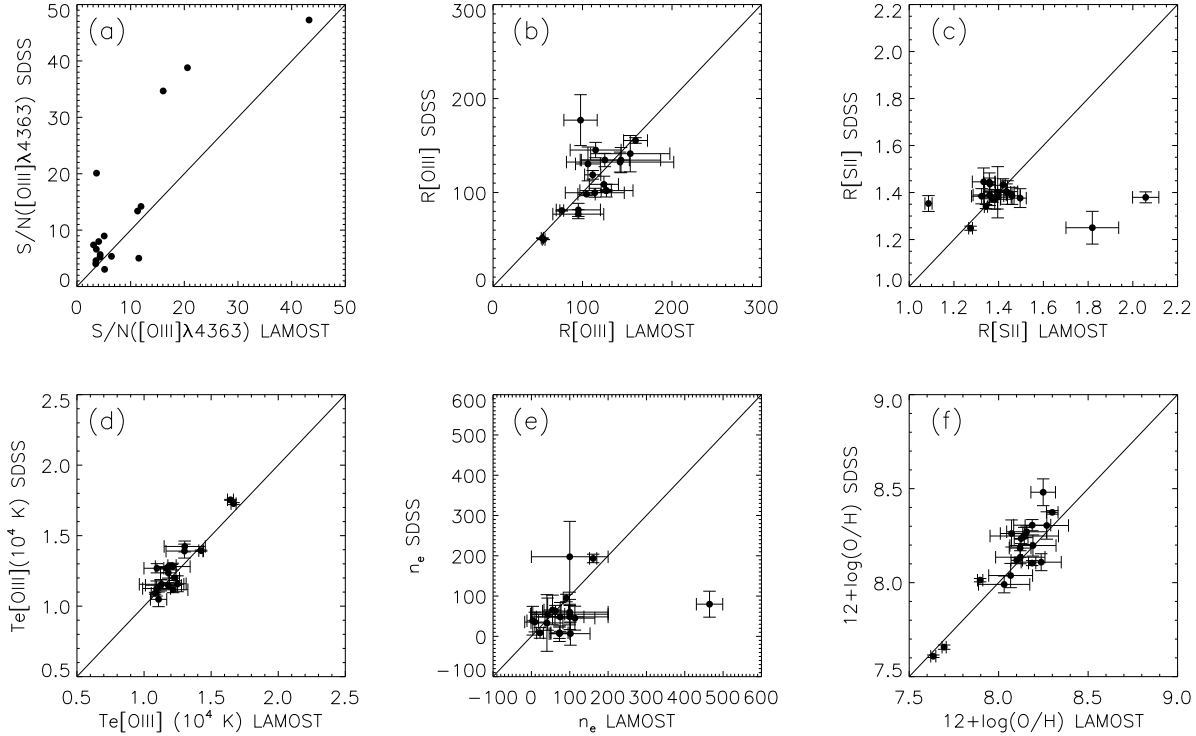 (a)
50
40
30
20
10
0
S/N([OIII]λ4363) SDSS
0 10 20 30 40 50
S/N([OIII]λ4363) LAMOST
(b)
300
200
100
0
R[OIII] SDSS
0 100 200 300
R[OIII] LAMOST
(c)
2.2
2.0
1.8
1.6
1.4
1.2
1.0
R[SII] SDSS
1.0 1.2 1.4 1.6 1.8 2.0 2.2
R[SII] LAMOST
(d)
2.5
2.0
1.5
1.0
0.5
Te[OIII](10⁴ K) SDSS
0.5 1.0 1.5 2.0 2.5
Te[OIII] (10⁴ K) LAMOST
(e)
600
500
400
300
200
100
0
−100
nₑ SDSS
−100 0 100 200 300 400 500 600
nₑ LAMOST
(f)
9.0
8.5
8.0
7.5
12+log(O/H) SDSS
7.5 8.0 8.5 9.0
12+log(O/H) LAMOST